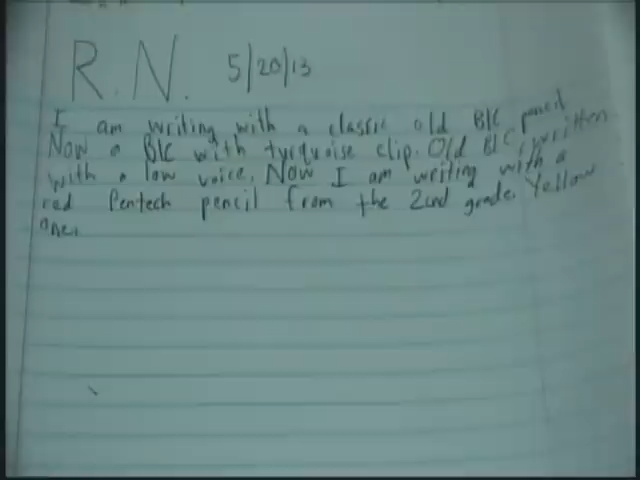 R.N. 5/20/13
I am writing with a classic old BIC pencil
Now a BIC with turquoise clip. Old BIC, written
with a low voice. Now I am writing with a
red Pentech pencil from the 2nd grade. Yellow
one.